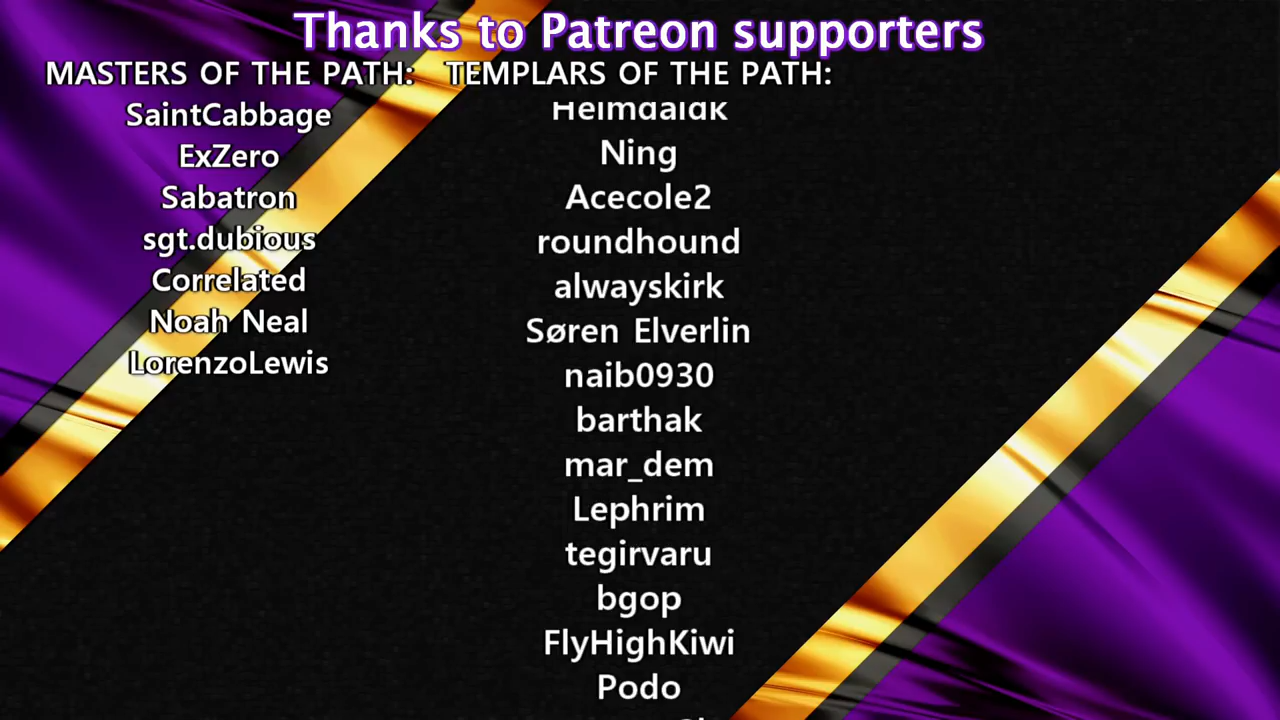 Thanks to Patreon supporters
MASTERS OF THE PATH:
SaintCabbage
ExZero
Sabatron
sgt.dubious
Correlated
Noah Neal
LorenzoLewis
TEMPLARS OF THE PATH:
Ning
Acecole2
roundhound
alwayskirk
Søren Elverlin
naib0930
barthak
mar_dem
Lephrim
tegirvaru
bgop
FlyHighKiwi
Podo